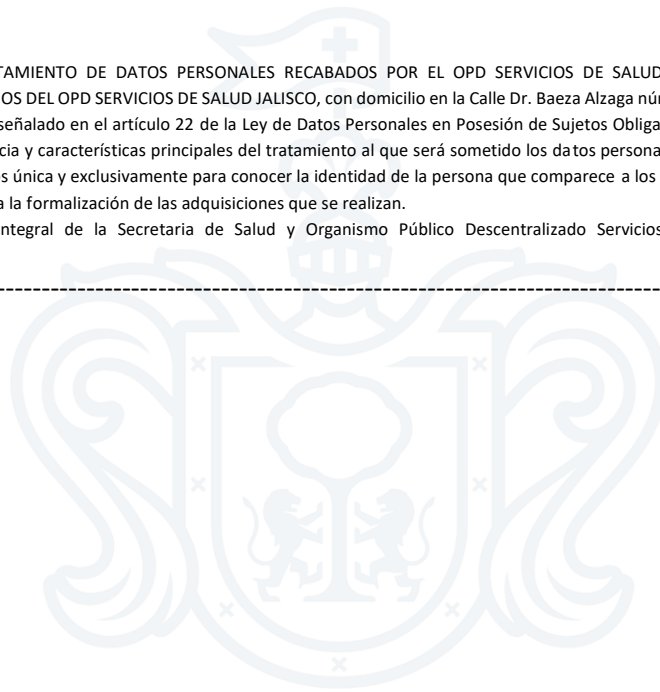 TAMIENTO DE DATOS PERSONALES RECABADOS POR EL OPD SERVICIOS DE SALUD
OS DEL OPD SERVICIOS DE SALUD JALISCO, con domicilio en la Calle Dr. Baeza Alzaga nú
señalado en el artículo 22 de la Ley de Datos Personales en Posesión de Sujetos Obliga
cia y características principales del tratamiento al que será sometido los datos persona
s única y exclusivamente para conocer la identidad de la persona que comparece a los
a la formalización de las adquisiciones que se realizan.
ntegral de la Secretaria de Salud y Organismo Público Descentralizado Servicios